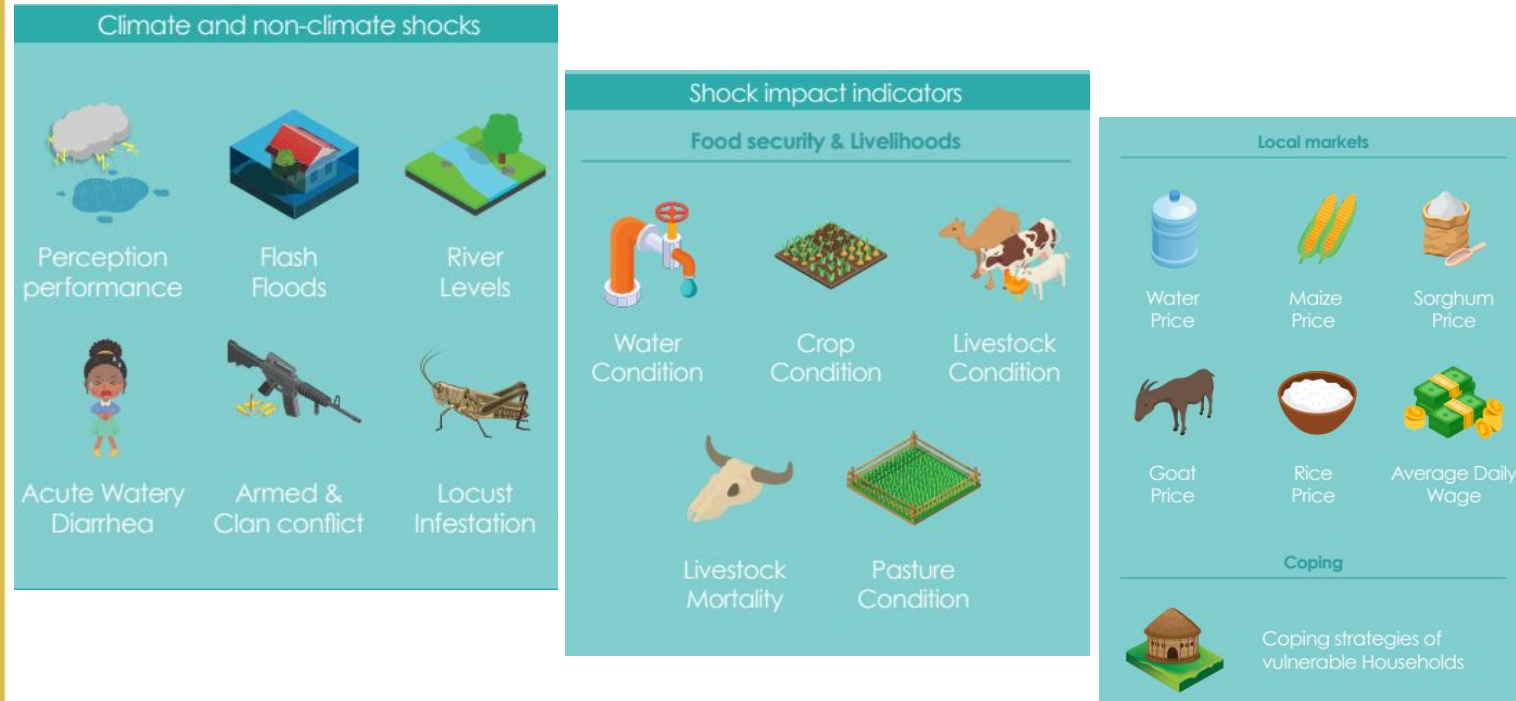 Climate and non-climate shocks
Perception
performance
Flash
Floods
River
Levels
Acute Watery
Diarrhea
Armed &
Clan conflict
Locust
Infestation
Shock impact indicators
Food security & Livelihoods
Water
Condition
Crop
Condition
Livestock
Condition
Livestock
Mortality
Pasture
Condition
Local markets
Water
Price
Maize
Price
Sorghum
Price
Goat
Price
Rice
Price
Average Daily
Wage
Coping
Coping strategies of
vulnerable Households